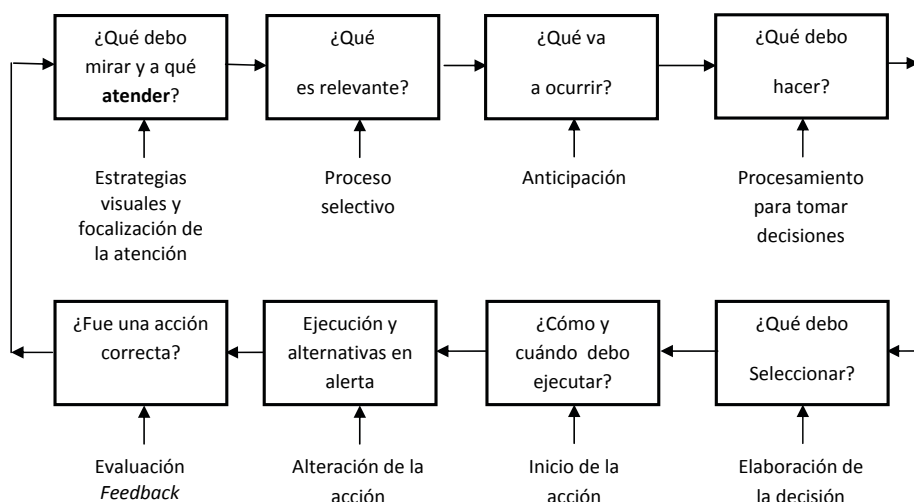 ¿Qué debo
mirar y a qué
atender?
¿Qué
es relevante?
¿Qué va
a ocurrir?
¿Qué debo
hacer?
Estrategias
visuales y
focalización de
la atención
Proceso
selectivo
Anticipación
Procesamiento
para tomar
decisiones
¿Fue una acción
correcta?
Ejecución y
alternativas en
alerta
¿Cómo y
cuándo debo
ejecutar?
¿Qué debo
Seleccionar?
Evaluación
Feedback
Alteración de la
acción
Inicio de la
acción
Elaboración de
la decisión